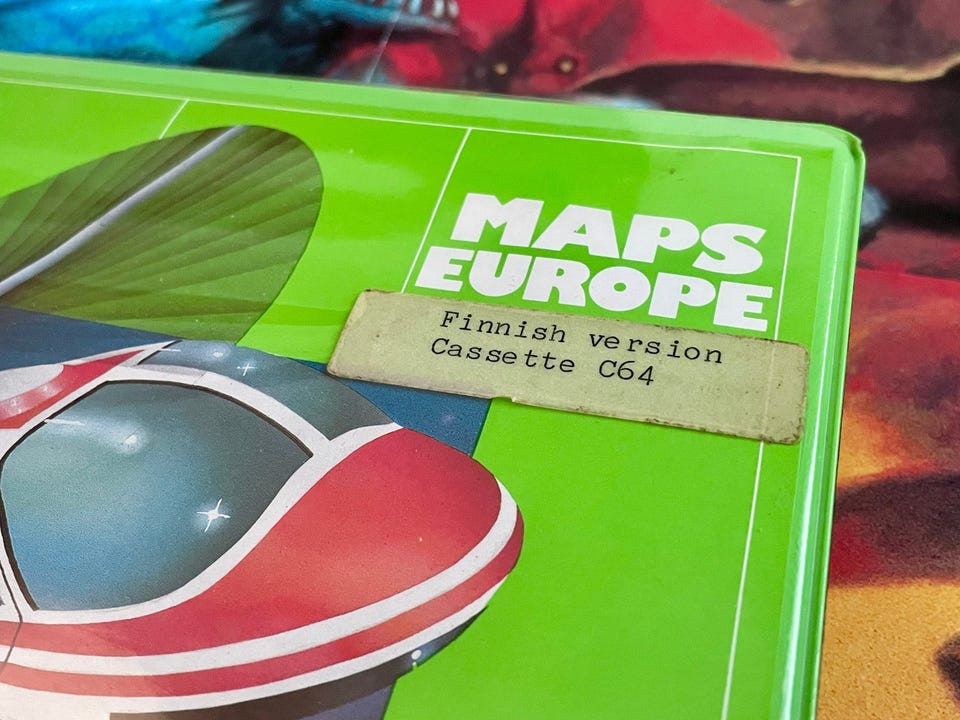 MAPS
EUROPE
Finnish version
Cassette C64